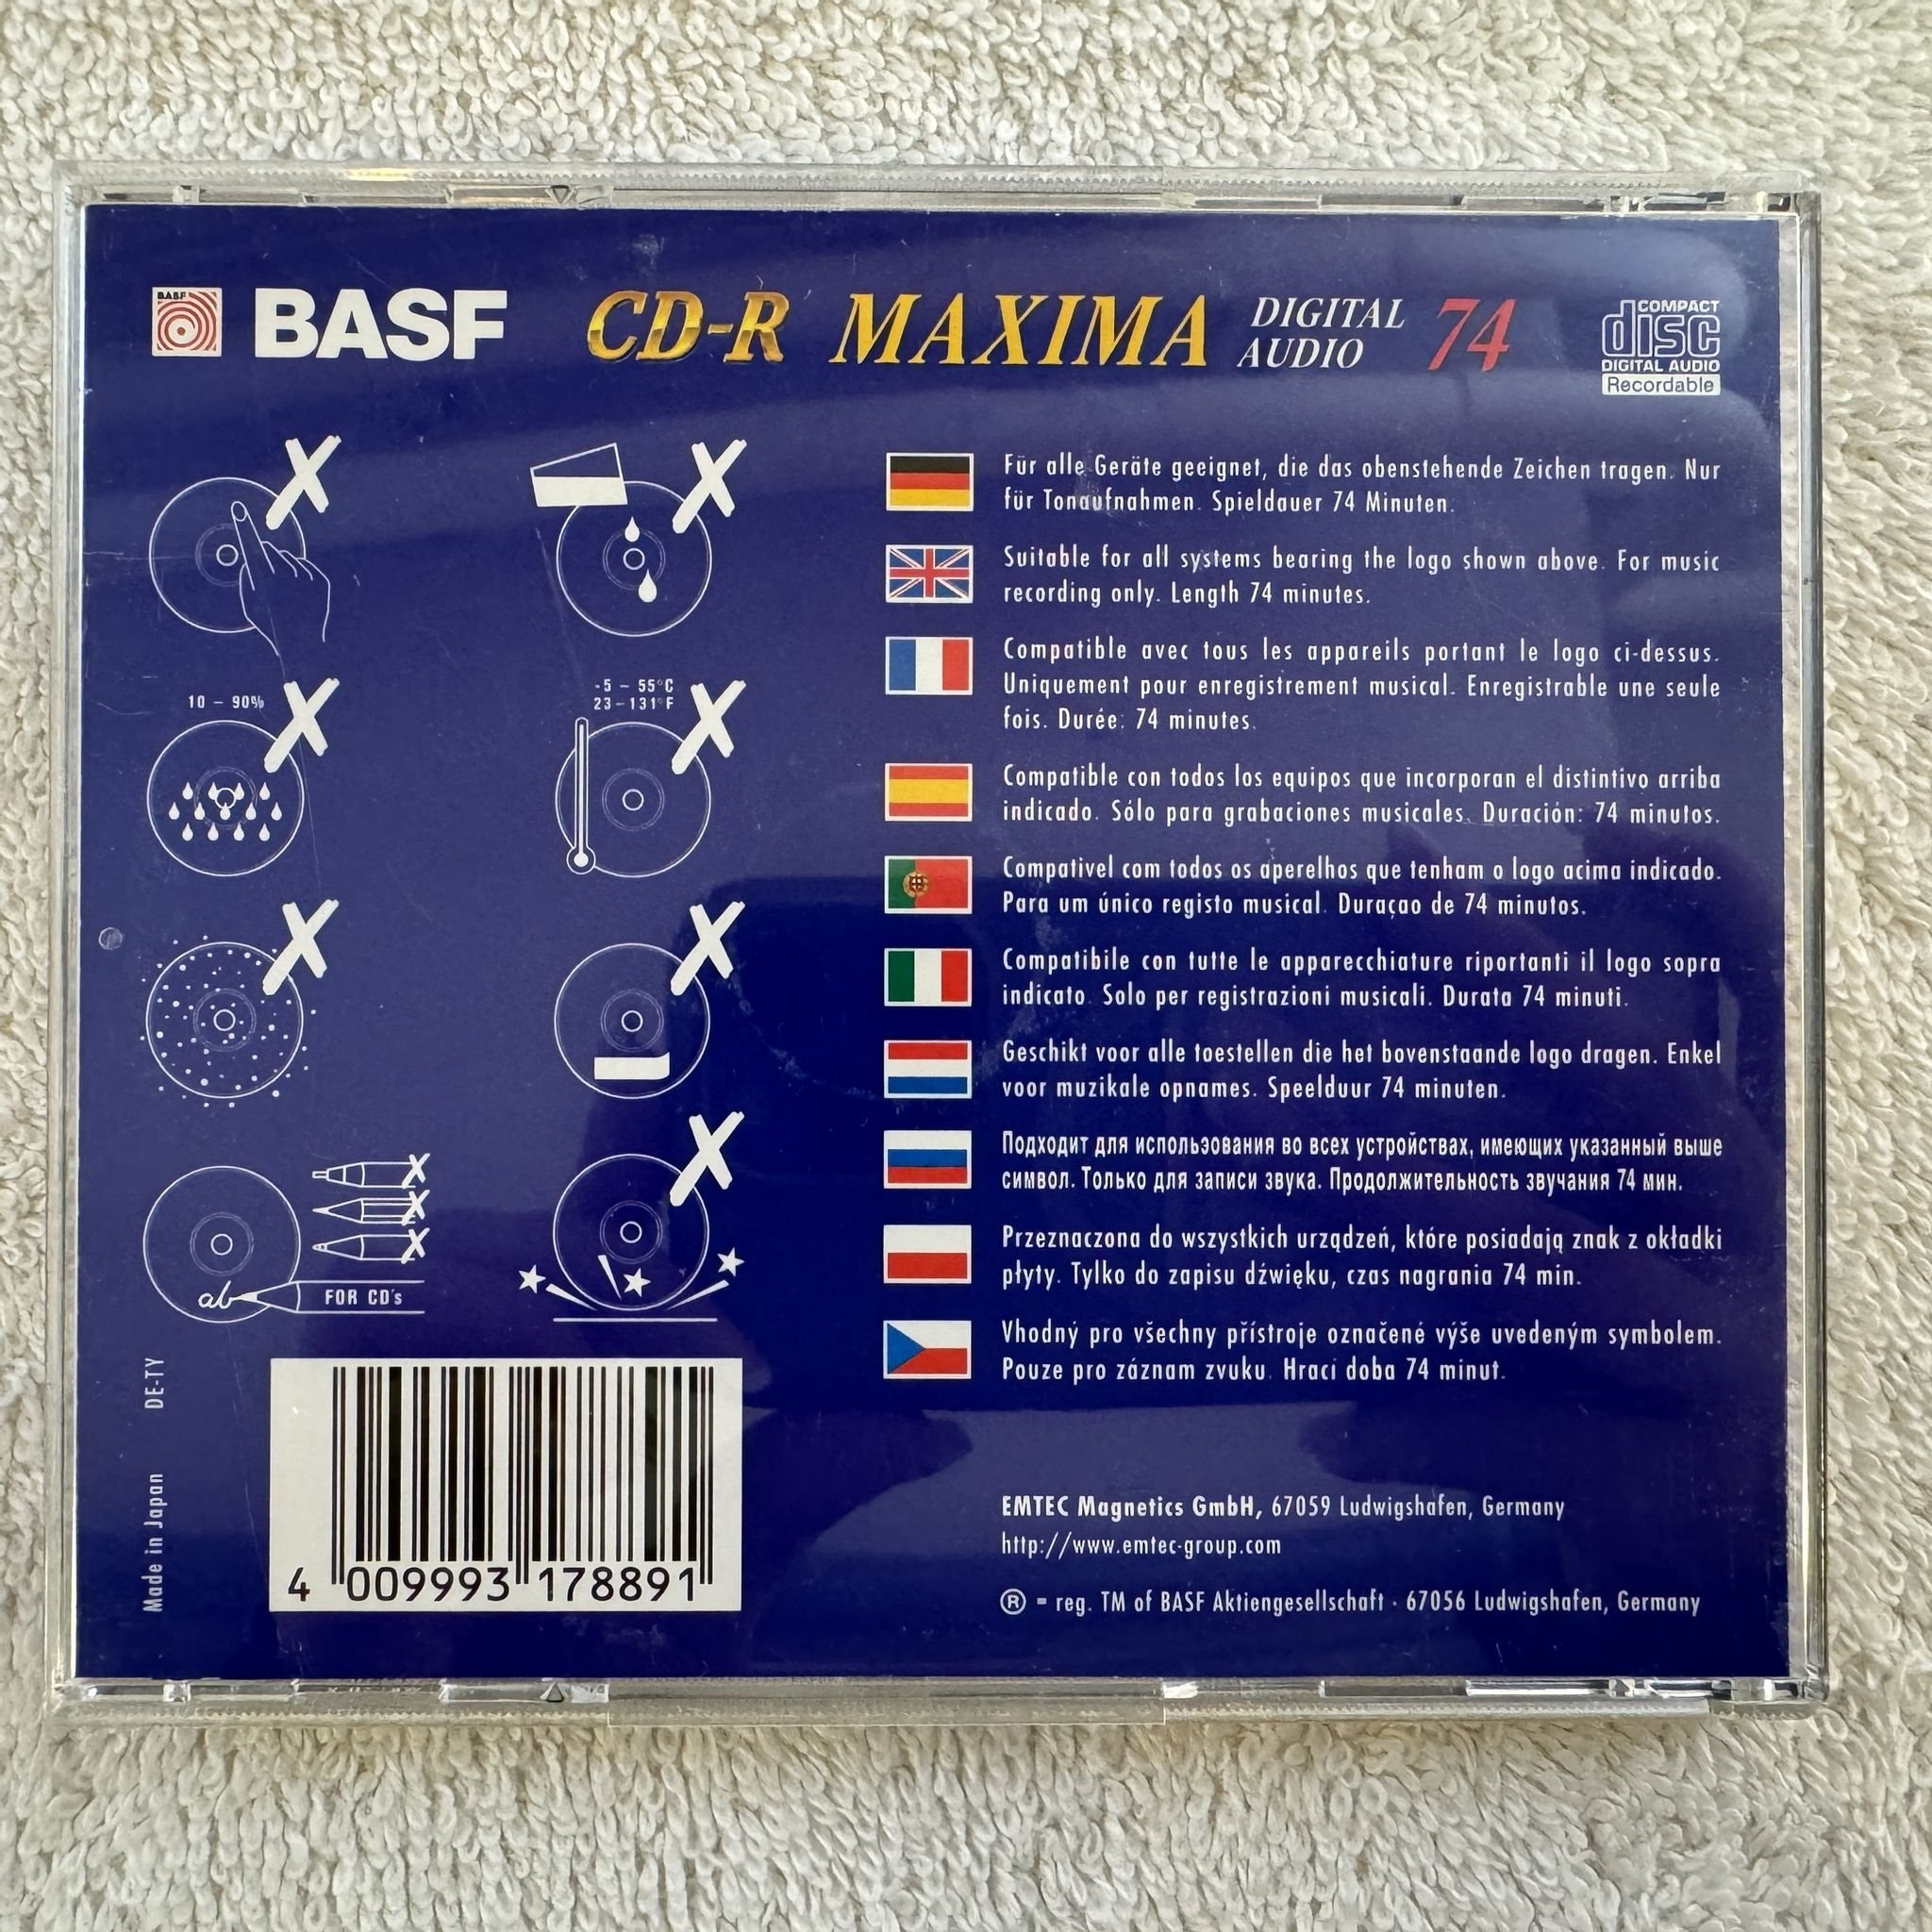 BASF
BASF CD-R MAXIMA DIGITAL AUDIO 74
COMPACT
disc
DIGITAL AUDIO
Recordable
10 – 90%
-5 – 55°C
23–131°F
ab
FOR CD's
Für alle Geräte geeignet, die das obenstehende Zeichen tragen. Nur
für Tonaufnahmen. Spieldauer 74 Minuten.
Suitable for all systems bearing the logo shown above. For music
recording only. Length 74 minutes.
Compatible avec tous les appareils portant le logo ci-dessus.
Uniquement pour enregistrement musical. Enregistrable une seule
fois. Durée: 74 minutes.
Compatible con todos los equipos que incorporan el distintivo arriba
indicado. Sólo para grabaciones musicales. Duración: 74 minutos.
Compativel com todos os aperelhos que tenham o logo acima indicado.
Para um único registo musical. Duraçao de 74 minutos.
Compatibile con tutte le apparecchiature riportanti il logo sopra
indicato. Solo per registrazioni musicali. Durata 74 minuti.
Geschikt voor alle toestellen die het bovenstaande logo dragen. Enkel
voor muzikale opnames. Speelduur 74 minuten.
Подходит для использования во всех устройствах, имеющих указанный выше
символ. Только для записи звука. Продолжительность звучания 74 мин.
Przeznaczona do wszystkich urządzeń, które posiadają znak z okładki
płyty. Tylko do zapisu dźwięku, czas nagrania 74 min.
Vhodný pro všechny přístroje označené výše uvedeným symbolem.
Pouze pro záznam zvuku. Hrací doba 74 minut.
Made in Japan DE-TY
4 009993 178891
EMTEC Magnetics GmbH, 67059 Ludwigshafen, Germany
http://www.emtec-group.com
® = reg. TM of BASF Aktiengesellschaft · 67056 Ludwigshafen, Germany